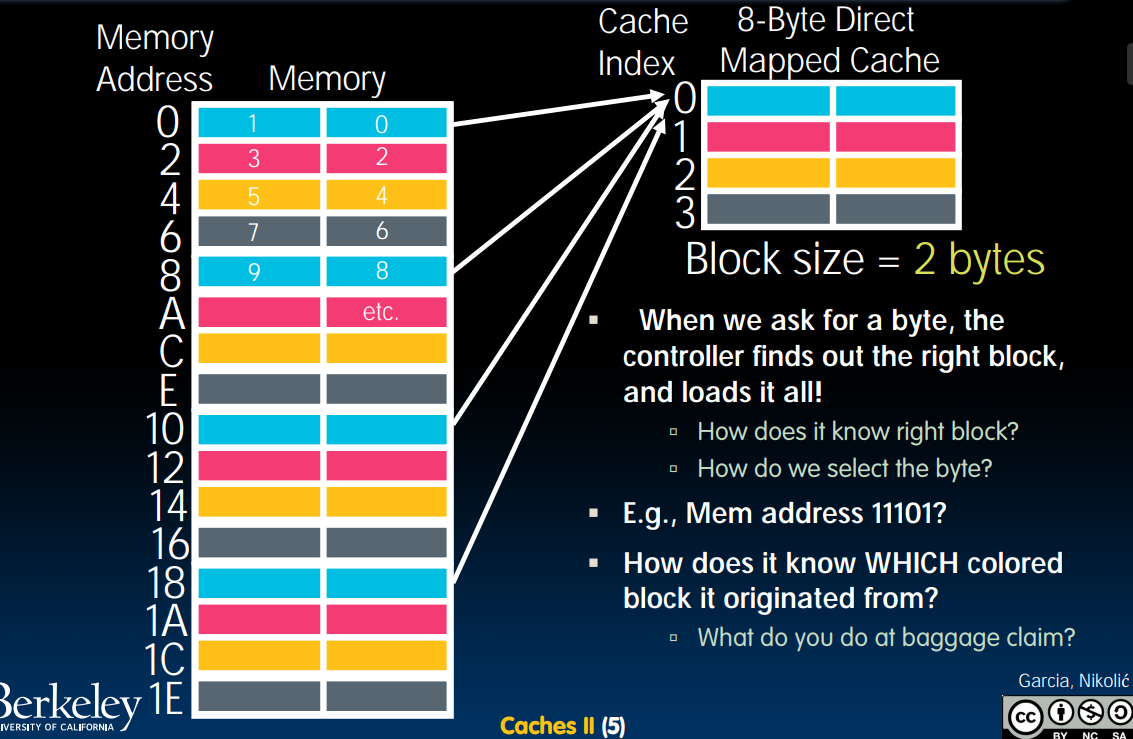 Memory
Address
Memory
0
1 0
2
3 2
4
5 4
6
7 6
8
9 8
A
etc.
C
E
10
12
14
16
18
1A
1C
1E
Cache
Index
8-Byte Direct
Mapped Cache
0
1
2
3
Block size = 2 bytes
▪ When we ask for a byte, the
controller finds out the right block,
and loads it all!
▫ How does it know right block?
▫ How do we select the byte?
▪ E.g., Mem address 11101?
▪ How does it know WHICH colored
block it originated from?
▫ What do you do at baggage claim?
Garcia, Nikolić
Berkeley
IVERSITY OF CALIFORNIA
Caches II (5)
cc
BY NC SA